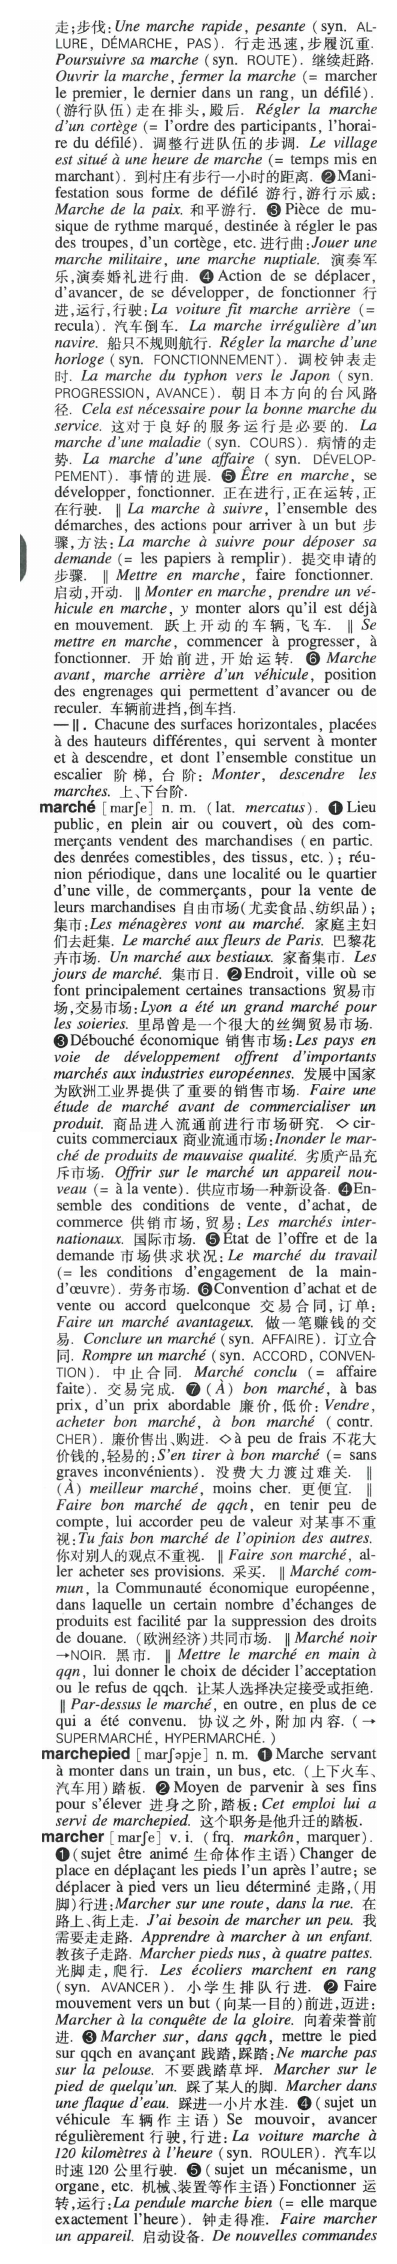 走;步伐:Une marche rapide, pesante (syn. AL-
LURE, DÉMARCHE, PAS). 行走迅速,步履沉重.
Poursuivre sa marche (syn. ROUTE). 继续赶路.
Ouvrir la marche, fermer la marche (= marcher
le premier, le dernier dans un rang, un défilé).
(游行队伍)走在排头,殿后. Régler la marche
d'un cortège (= l'ordre des participants, l'horai-
re du défilé). 调整行进队伍的步调. Le village
est situé à une heure de marche (= temps mis en
marchant). 到村庄有步行一小时的距离. ❷Mani-
festation sous forme de défilé 游行,游行示威:
Marche de la paix. 和平游行. ❸ Pièce de mu-
sique de rythme marqué, destinée à régler le pas
des troupes, d'un cortège, etc. 进行曲:Jouer une
marche militaire, une marche nuptiale. 演奏军
乐,演奏婚礼进行曲. ❹ Action de se déplacer,
d'avancer, de se développer, de fonctionner 行
进,运行,行驶:La voiture fit marche arrière (=
recula). 汽车倒车. La marche irrégulière d'un
navire. 船只不规则航行. Régler la marche d'une
horloge (syn. FONCTIONNEMENT). 调校钟表走
时. La marche du typhon vers le Japon (syn.
PROGRESSION, AVANCE). 朝日本方向的台风路
径. Cela est nécessaire pour la bonne marche du
service. 这对于良好的服务运行是必要的. La
marche d'une maladie (syn. COURS). 病情的走
势. La marche d'une affaire (syn. DÉVELOP-
PEMENT). 事情的进展. ❺ Être en marche, se
développer, fonctionner. 正在进行,正在运转,正
在行驶. ‖ La marche à suivre, l'ensemble des
démarches, des actions pour arriver à un but 步
骤,方法:La marche à suivre pour déposer sa
demande (= les papiers à remplir). 提交申请的
步骤. ‖ Mettre en marche, faire fonctionner.
启动,开动. ‖ Monter en marche, prendre un vé-
hicule en marche, y monter alors qu'il est déjà
en mouvement. 跃上开动的车辆,飞车. ‖ Se
mettre en marche, commencer à progresser, à
fonctionner. 开始前进,开始运转. ❻ Marche
avant, marche arrière d'un véhicule, position
des engrenages qui permettent d'avancer ou de
reculer. 车辆前进挡,倒车挡.
— Ⅱ. Chacune des surfaces horizontales, placées
à des hauteurs différentes, qui servent à monter
et à descendre, et dont l'ensemble constitue un
escalier 阶梯, 台阶: Monter, descendre les
marches. 上、下台阶.
marché [marʃe] n. m. (lat. mercatus). ❶ Lieu
public, en plein air ou couvert, où des com-
merçants vendent des marchandises (en partic.
des denrées comestibles, des tissus, etc.); réu-
nion périodique, dans une localité ou le quartier
d'une ville, de commerçants, pour la vente de
leurs marchandises 自由市场(尤卖食品、纺织品);
集市:Les ménagères vont au marché. 家庭主妇
们去赶集. Le marché aux fleurs de Paris. 巴黎花
卉市场. Un marché aux bestiaux. 家畜集市. Les
jours de marché. 集市日. ❷Endroit, ville où se
font principalement certaines transactions 贸易市
场,交易市场:Lyon a été un grand marché pour
les soieries. 里昂曾是一个很大的丝绸贸易市场.
❸Débouché économique 销售市场:Les pays en
voie de développement offrent d'importants
marchés aux industries européennes. 发展中国家
为欧洲工业界提供了重要的销售市场. Faire une
étude de marché avant de commercialiser un
produit. 商品进入流通前进行市场研究. ◇cir-
cuits commerciaux 商业流通市场:Inonder le mar-
ché de produits de mauvaise qualité. 劣质产品充
斥市场. Offrir sur le marché un appareil nou-
veau (= à la vente). 供应市场一种新设备. ❹En-
semble des conditions de vente, d'achat, de
commerce 供销市场,贸易: Les marchés inter-
nationaux. 国际市场. ❺ État de l'offre et de la
demande 市场供求状况: Le marché du travail
(= les conditions d'engagement de la main-
d'œuvre). 劳务市场. ❻Convention d'achat et de
vente ou accord quelconque 交易合同,订单:
Faire un marché avantageux. 做一笔赚钱的交
易. Conclure un marché (syn. AFFAIRE). 订立合
同. Rompre un marché (syn. ACCORD, CONVEN-
TION). 中止合同. Marché conclu (= affaire
faite). 交易完成. ❼ (À) bon marché, à bas
prix, d'un prix abordable 廉价,低价: Vendre,
acheter bon marché, à bon marché (contr.
CHER). 廉价售出、购进. ◇à peu de frais 不花大
价钱的,轻易的:S'en tirer à bon marché (= sans
graves inconvénients). 没费大力渡过难关. ‖
(À) meilleur marché, moins cher. 更便宜. ‖
Faire bon marché de qqch, en tenir peu de
compte, lui accorder peu de valeur 对某事不重
视:Tu fais bon marché de l'opinion des autres.
你对别人的观点不重视. ‖ Faire son marché, al-
ler acheter ses provisions. 采买. ‖ Marché com-
mun, la Communauté économique européenne,
dans laquelle un certain nombre d'échanges de
produits est facilité par la suppression des droits
de douane. (欧洲经济)共同市场. ‖ Marché noir
→NOIR. 黑市. ‖ Mettre le marché en main à
qqn, lui donner le choix de décider l'acceptation
ou le refus de qqch. 让某人选择决定接受或拒绝.
‖ Par-dessus le marché, en outre, en plus de ce
qui a été convenu. 协议之外,附加内容. (→
SUPERMARCHÉ, HYPERMARCHÉ.)
marchepied [marʃəpje] n. m. ❶ Marche servant
à monter dans un train, un bus, etc. (上下火车、
汽车用)踏板. ❷ Moyen de parvenir à ses fins
pour s'élever 进身之阶,踏板: Cet emploi lui a
servi de marchepied. 这个职务是他升迁的踏板.
marcher [marʃe] v. i. (frq. markôn, marquer).
❶(sujet être animé 生命体作主语) Changer de
place en déplaçant les pieds l'un après l'autre; se
déplacer à pied vers un lieu déterminé 走路,(用
脚)行进:Marcher sur une route, dans la rue. 在
路上、街上走. J'ai besoin de marcher un peu. 我
需要走走路. Apprendre à marcher à un enfant.
教孩子走路. Marcher pieds nus, à quatre pattes.
光脚走,爬行. Les écoliers marchent en rang
(syn. AVANCER). 小学生排队行进. ❷ Faire
mouvement vers un but (向某一目的)前进,迈进:
Marcher à la conquête de la gloire. 向着荣誉前
进. ❸ Marcher sur, dans qqch, mettre le pied
sur qqch en avançant 践踏,踩踏:Ne marche pas
sur la pelouse. 不要践踏草坪. Marcher sur le
pied de quelqu'un. 踩了某人的脚. Marcher dans
une flaque d'eau. 踩进一小片水洼. ❹ (sujet un
véhicule 车辆作主语) Se mouvoir, avancer
régulièrement 行驶,行进: La voiture marche à
120 kilomètres à l'heure (syn. ROULER). 汽车以
时速 120 公里行驶. ❺ (sujet un mécanisme, un
organe, etc. 机械、装置等作主语) Fonctionner 运
转,运行:La pendule marche bien (= elle marque
exactement l'heure). 钟走得准. Faire marcher
un appareil. 启动设备. De nouvelles commandes